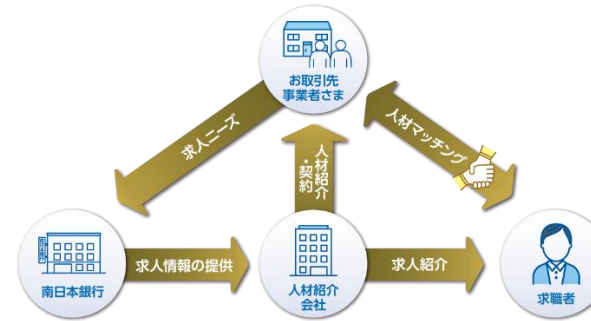 お取引先
事業者さま
求人ニーズ
人材紹介
・契約
人材マッチング
南日本銀行
求人情報の提供
人材紹介
会社
求人紹介
求職者